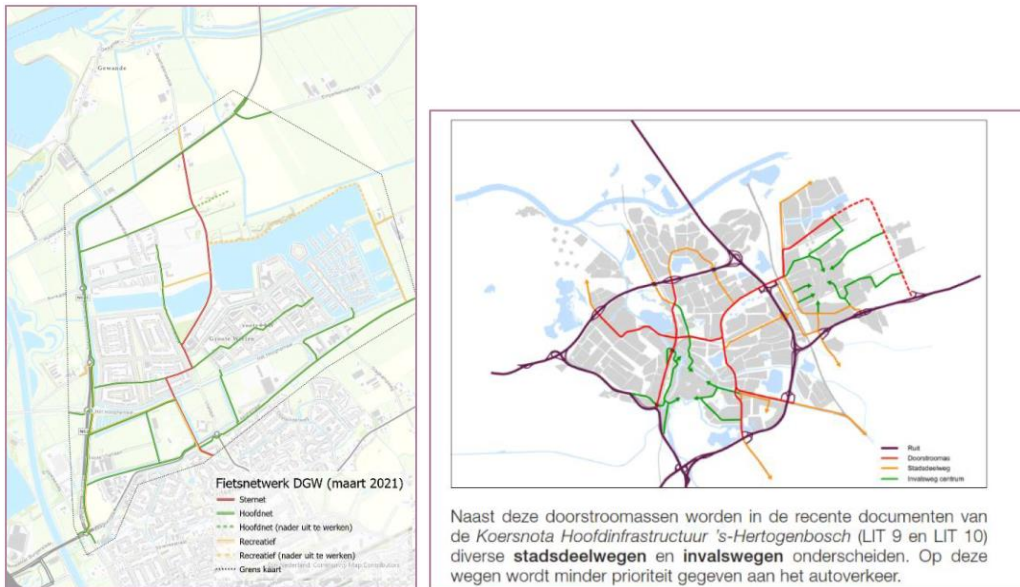 Gewande
Groote Wielen
Fietsnetwerk DGW (maart 2021)
Sternet
Hoofdnet
Hoofdnet (nader uit te werken)
Recreatief
Recreatief (nader uit te werken)
Grens kaart
Ruit
Doorstroomas
Stadsdeelweg
Invalsweg centrum
Naast deze doorstroomassen worden in de recente documenten van
de Koersnota Hoofdinfrastructuur 's-Hertogenbosch (LIT 9 en LIT 10)
diverse stadsdeelwegen en invalswegen onderscheiden. Op deze
wegen wordt minder prioriteit gegeven aan het autoverkeer.